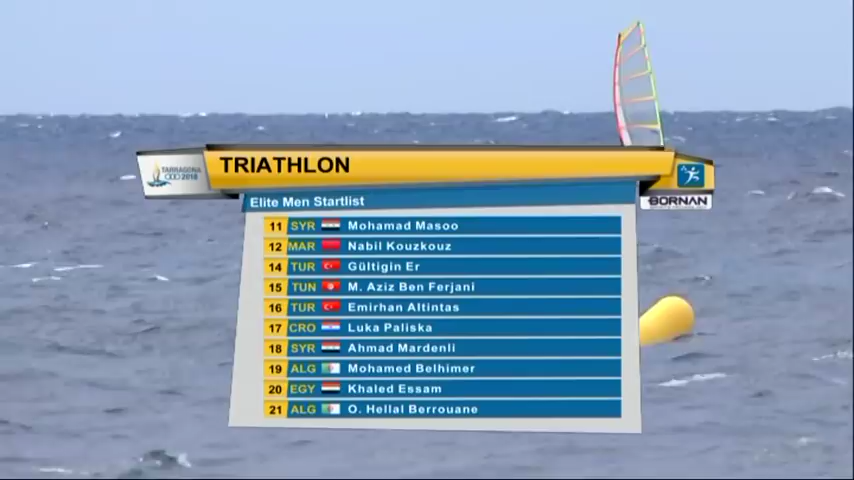 TARRAGONA
2018
TRIATHLON
BORNAN
Elite Men Startlist
11 SYR Mohamad Masoo
12 MAR Nabil Kouzkouz
14 TUR Gültigin Er
15 TUN M. Aziz Ben Ferjani
16 TUR Emirhan Altintas
17 CRO Luka Paliska
18 SYR Ahmad Mardenli
19 ALG Mohamed Belhimer
20 EGY Khaled Essam
21 ALG O. Hellal Berrouane